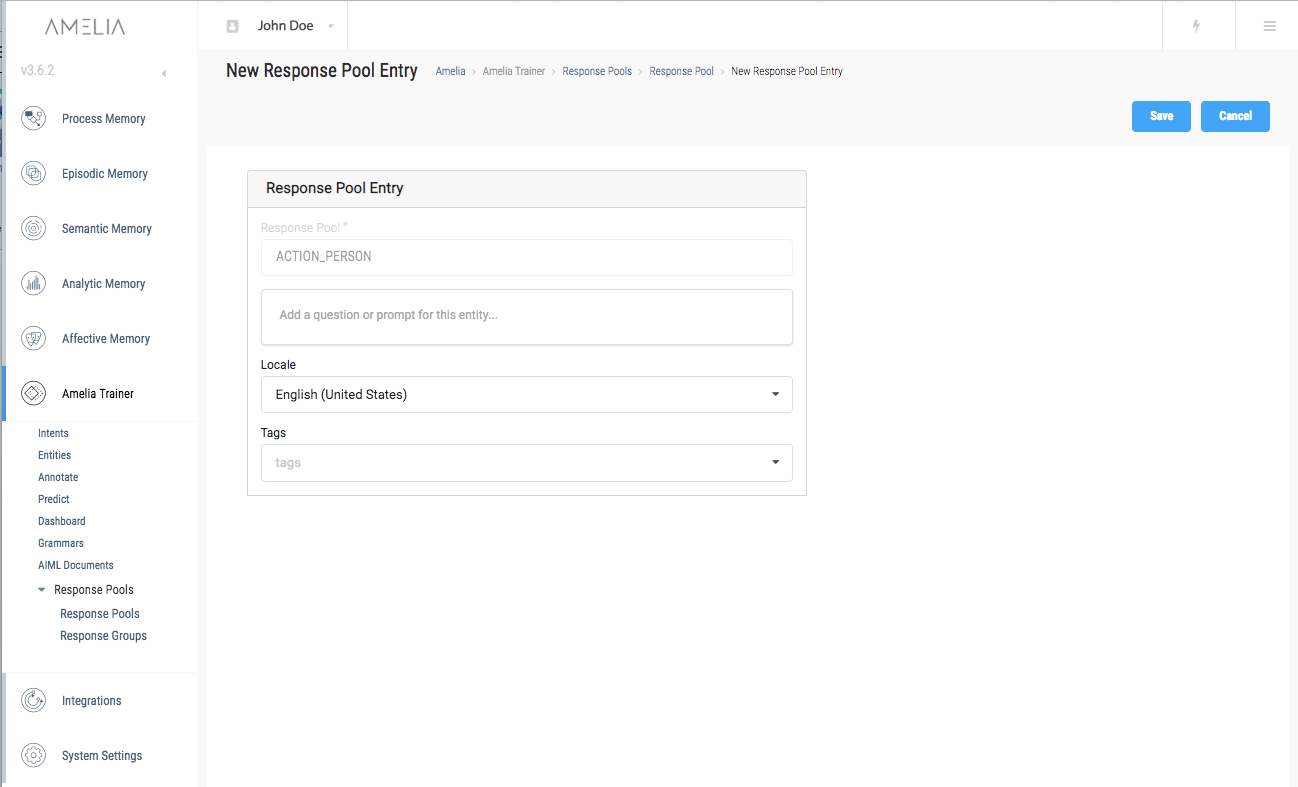 AMELIA
John Doe
v3.6.2
New Response Pool Entry
Amelia › Amelia Trainer › Response Pools › Response Pool › New Response Pool Entry
Save
Cancel
Process Memory
Episodic Memory
Semantic Memory
Analytic Memory
Affective Memory
Amelia Trainer
Intents
Entities
Annotate
Predict
Dashboard
Grammars
AIML Documents
Response Pools
Response Pools
Response Groups
Integrations
System Settings
Response Pool Entry
Response Pool *
ACTION_PERSON
Add a question or prompt for this entity...
Locale
English (United States)
Tags
tags